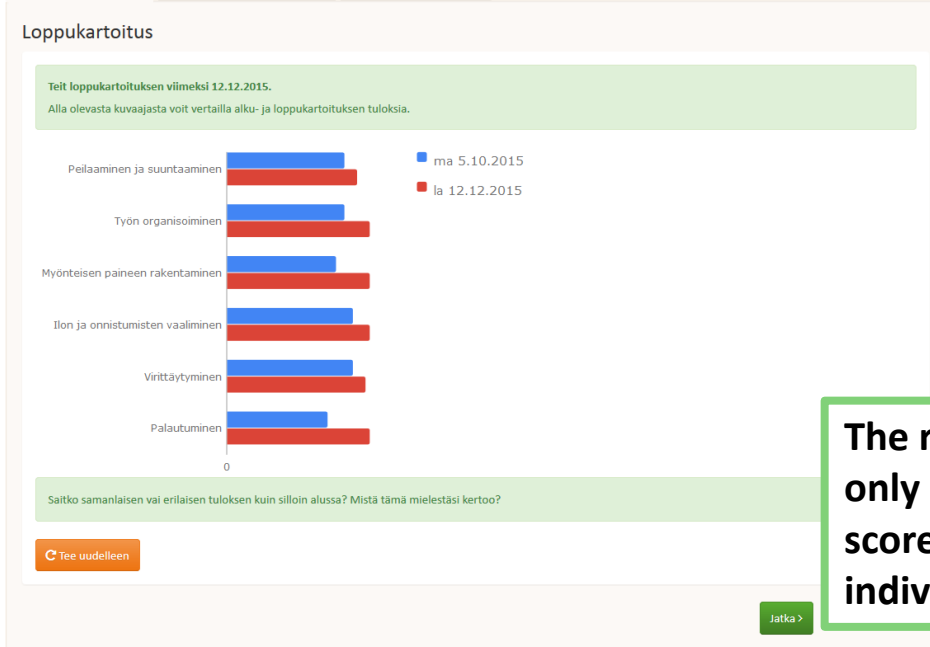 Loppukartoitus
Teit loppukartoituksen viimeksi 12.12.2015.
Alla olevasta kuvaajasta voit vertailla alku- ja loppukartoituksen tuloksia.
Peilaaminen ja suuntaaminen
Työn organisoiminen
Myönteisen paineen rakentaminen
Ilon ja onnistumisten vaaliminen
Virittäytyminen
Palautuminen
0
ma 5.10.2015
la 12.12.2015
Saitko samanlaisen vai erilaisen tuloksen kuin silloin alussa? Mistä tämä mielestäsi kertoo?
Tee uudelleen
Jatka >
The
only
score
indiv